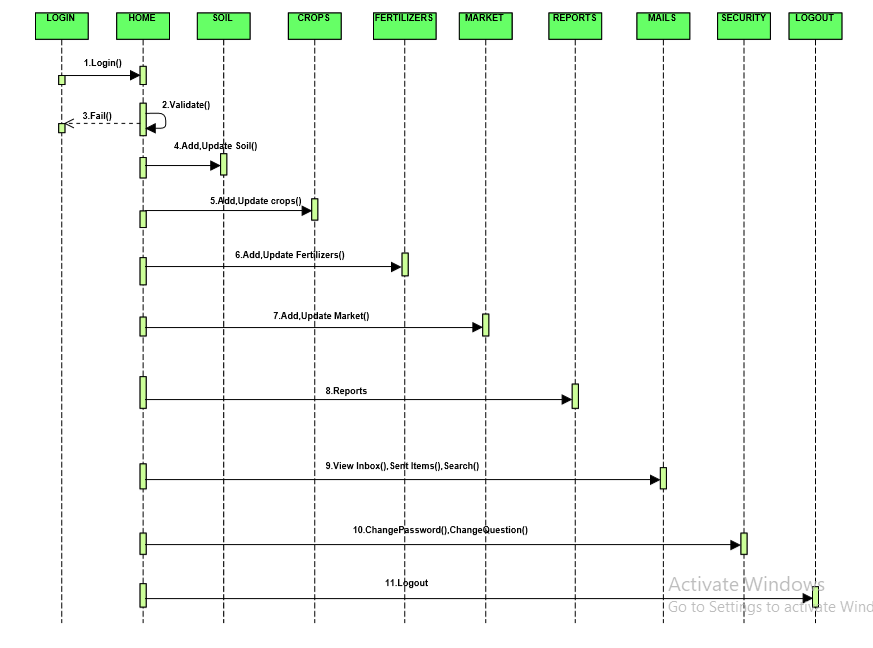 LOGIN HOME SOIL CROPS FERTILIZERS MARKET REPORTS MAILS SECURITY LOGOUT
1.Login()
2.Validate()
3.Fail()
4.Add,Update Soil()
5.Add,Update crops()
6.Add,Update Fertilizers()
7.Add,Update Market()
8.Reports
9.View Inbox(),Sent Items(),Search()
10.ChangePassword(),ChangeQuestion()
11.Logout
Activate Windows
Go to Settings to activate Wind